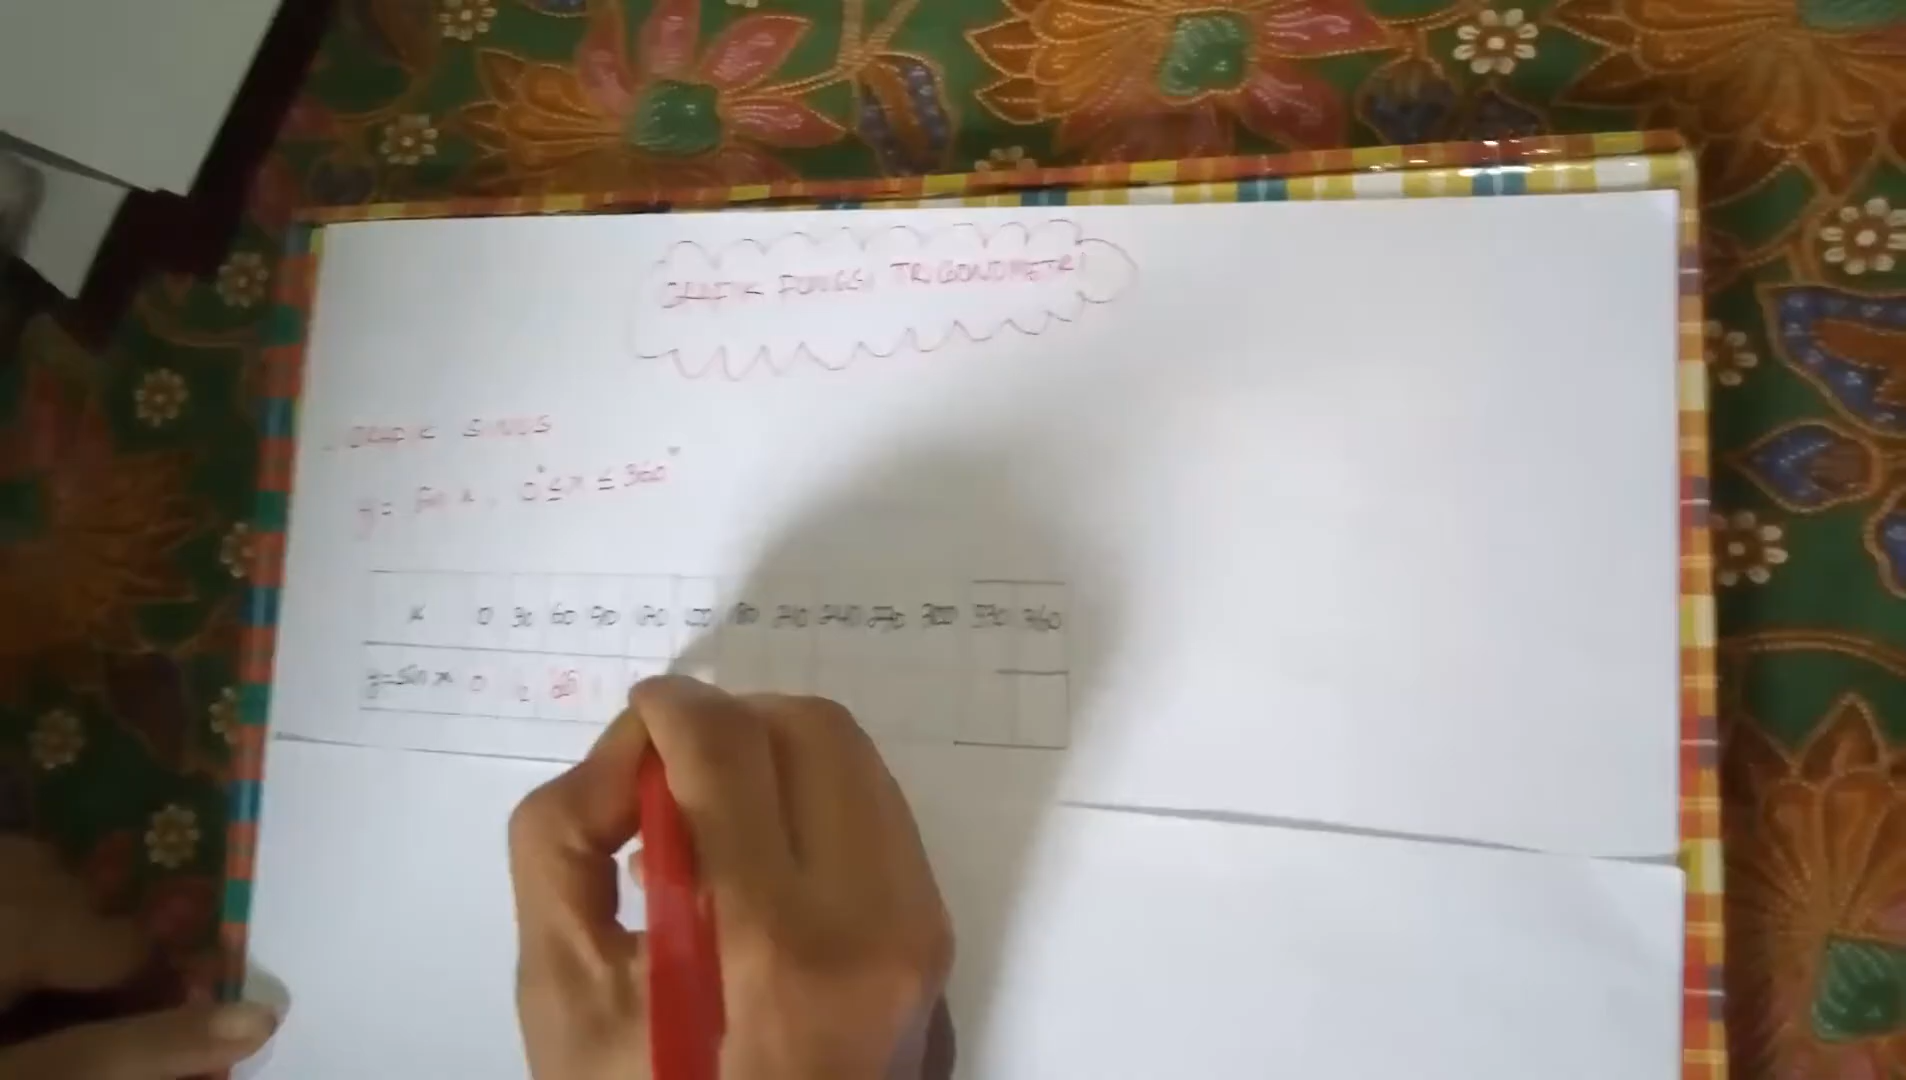 GRAFIK FUNGSI TRIGONOMETRI
GRAFIK SINUS
y = Sin x, 0° ≤ x ≤ 360°
x 0 30 60 90 120 150 180 210 240 270 300 330 360
y = Sin x 0 1/2 1